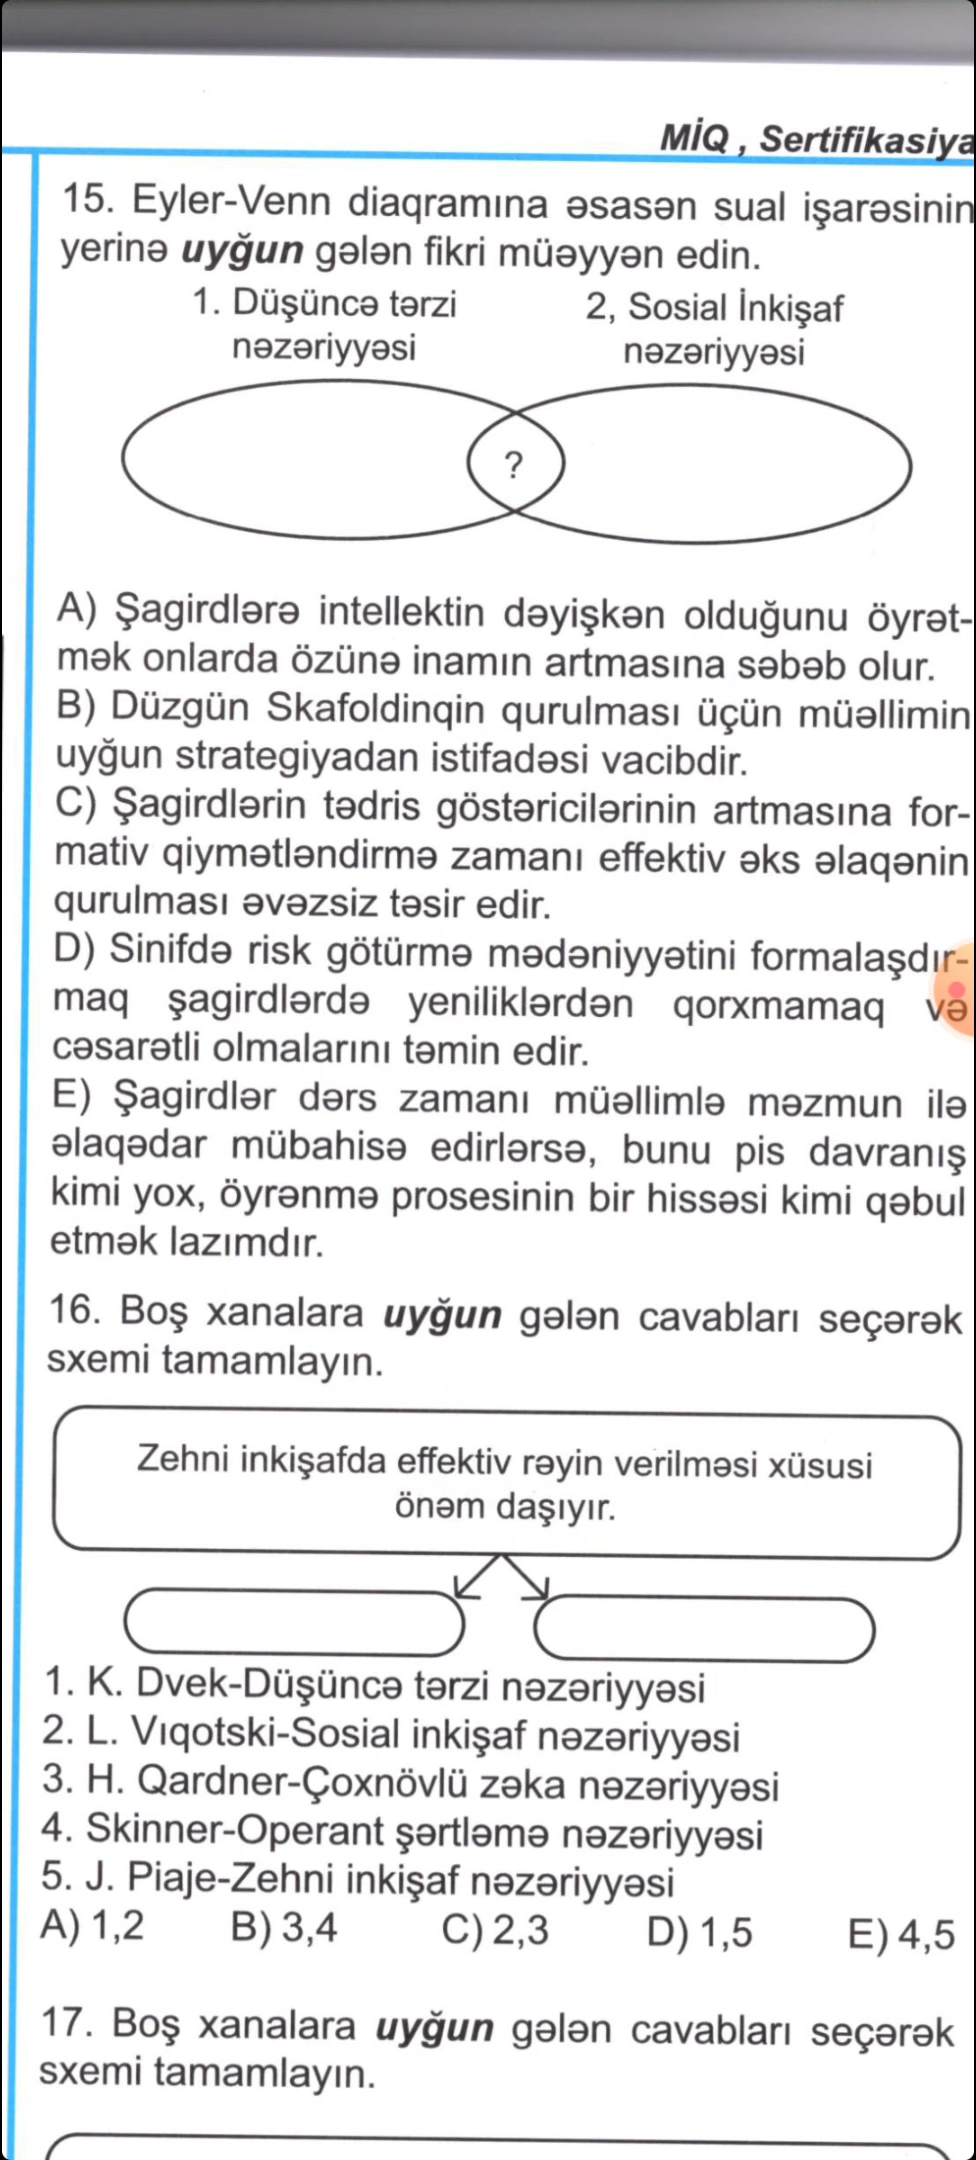 MİQ , Sertifikasiya
15. Eyler-Venn diaqramına əsasən sual işarəsinin
yerinə uyğun gələn fikri müəyyən edin.
1. Düşüncə tərzi
nəzəriyyəsi
2, Sosial İnkişaf
nəzəriyyəsi
?
A) Şagirdlərə intellektin dəyişkən olduğunu öyrət-
mək onlarda özünə inamın artmasına səbəb olur.
B) Düzgün Skafoldinqin qurulması üçün müəllimin
uyğun strategiyadan istifadəsi vacibdir.
C) Şagirdlərin tədris göstəricilərinin artmasına for-
mativ qiymətləndirmə zamanı effektiv əks əlaqənin
qurulması əvəzsiz təsir edir.
D) Sinifdə risk götürmə mədəniyyətini formalaşdır-
maq şagirdlərdə yeniliklərdən qorxmamaq və
cəsarətli olmalarını təmin edir.
E) Şagirdlər dərs zamanı müəllimlə məzmun ilə
əlaqədar mübahisə edirlərsə, bunu pis davranış
kimi yox, öyrənmə prosesinin bir hissəsi kimi qəbul
etmək lazımdır.
16. Boş xanalara uyğun gələn cavabları seçərək
sxemi tamamlayın.
Zehni inkişafda effektiv rəyin verilməsi xüsusi
önəm daşıyır.
1. K. Dvek-Düşüncə tərzi nəzəriyyəsi
2. L. Vıqotski-Sosial inkişaf nəzəriyyəsi
3. H. Qardner-Çoxnövlü zəka nəzəriyyəsi
4. Skinner-Operant şərtləmə nəzəriyyəsi
5. J. Piaje-Zehni inkişaf nəzəriyyəsi
A) 1,2 B) 3,4 C) 2,3 D) 1,5 E) 4,5
17. Boş xanalara uyğun gələn cavabları seçərək
sxemi tamamlayın.